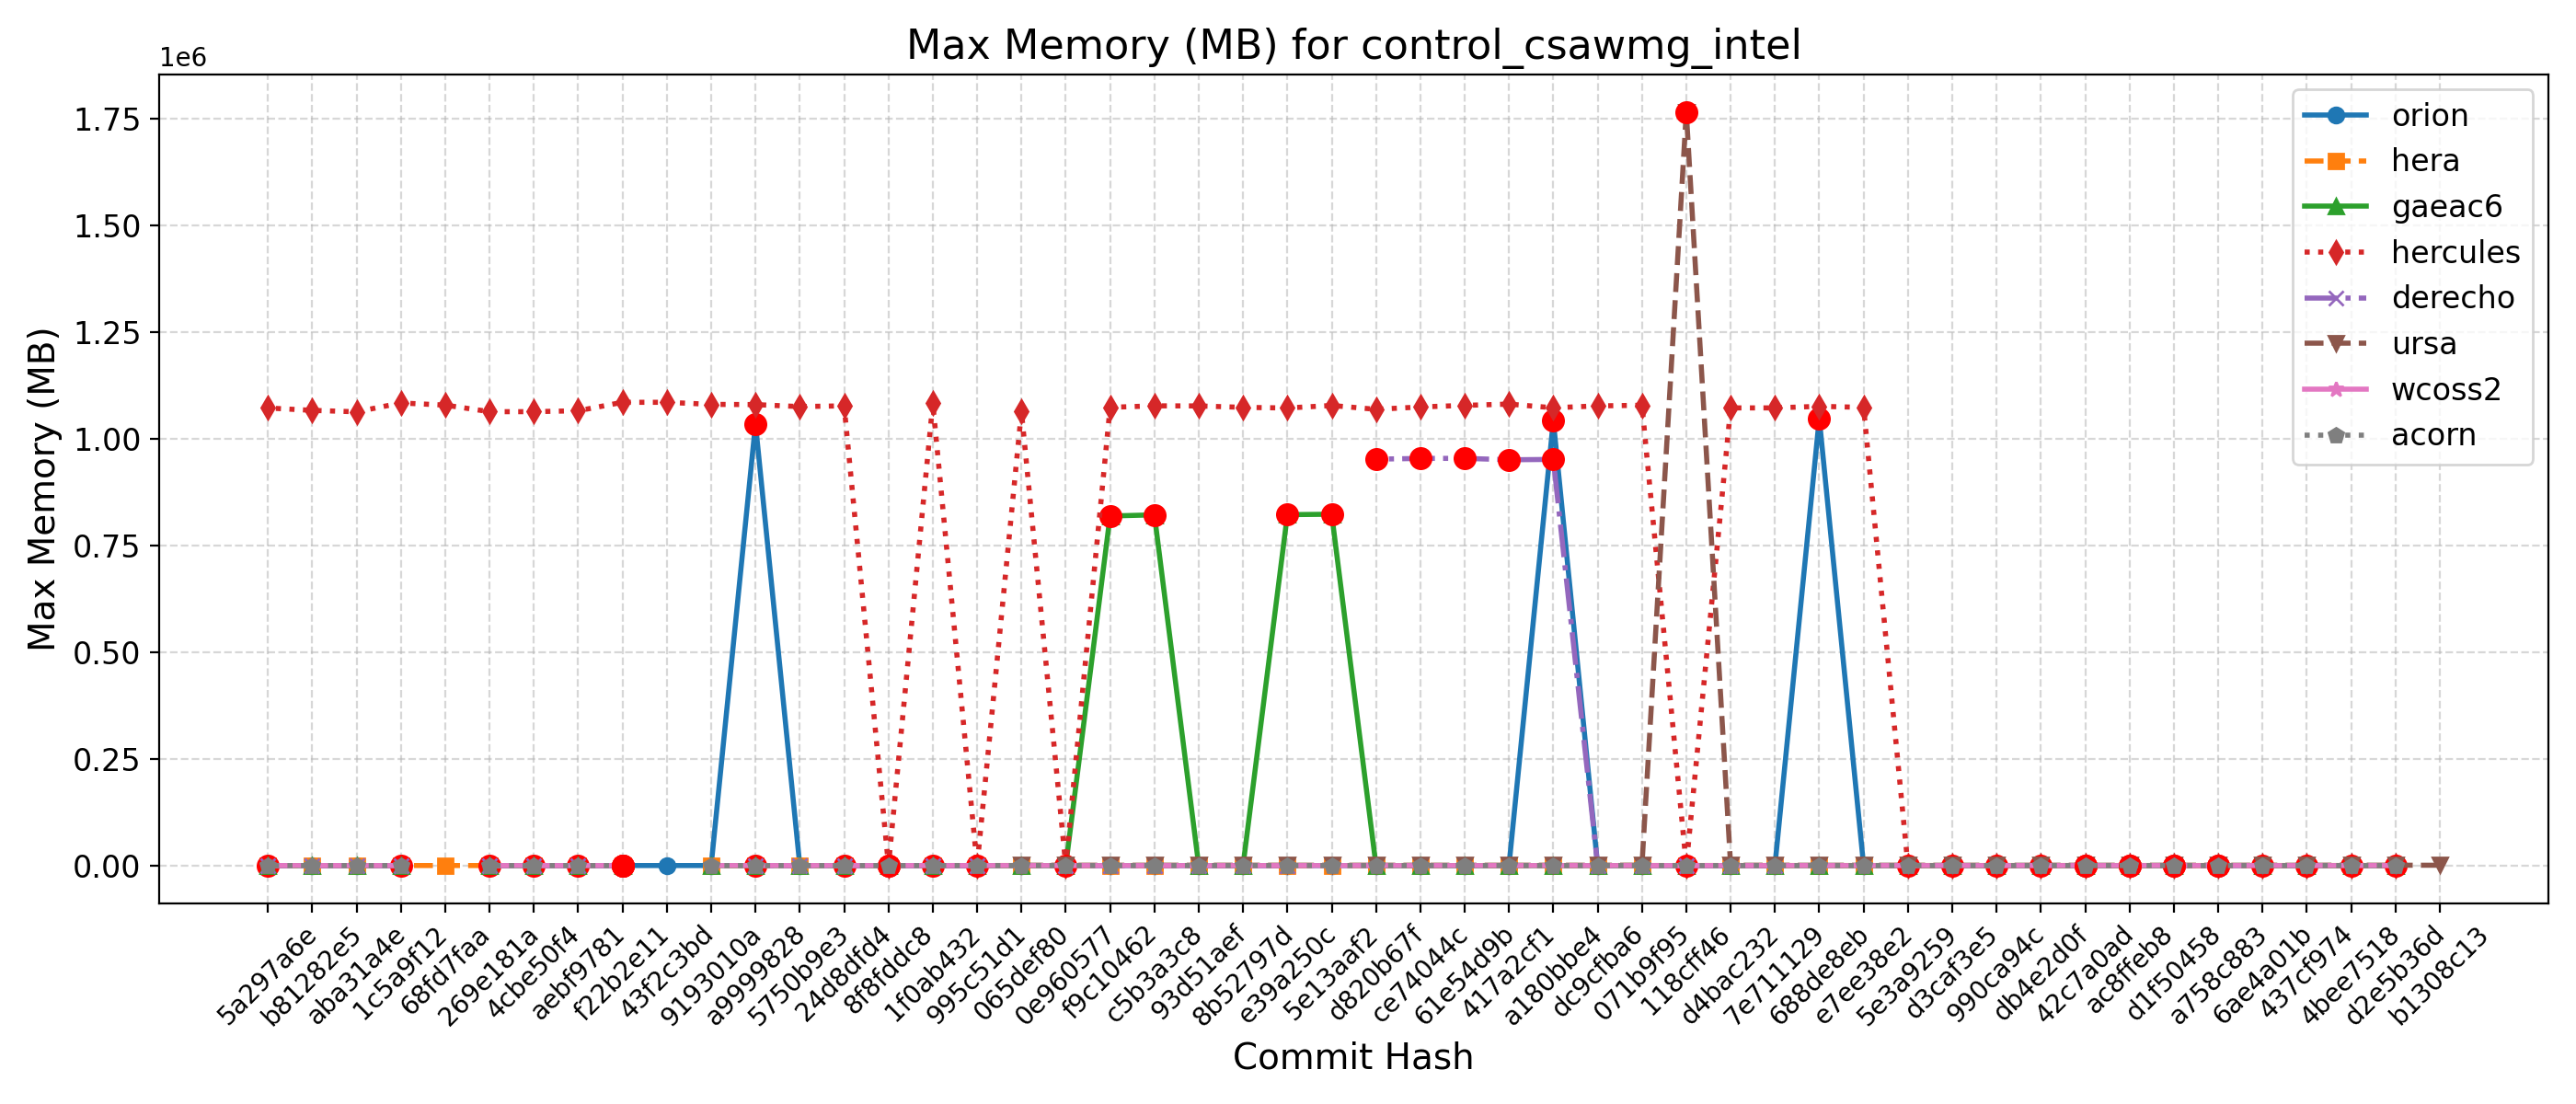 Max Memory (MB) for control_csawmg_intel
1e6
1.75
1.50
1.25
1.00
0.75
0.50
0.25
0.00
Max Memory (MB)
orion
hera
gaeac6
hercules
derecho
ursa
wcoss2
acorn
5a297a6e
b81282e5
aba31a4e
1c5a9f12
68fd7faa
269e181a
4cbe50f4
aebf9781
f22b2e11
43f2c3bd
9193010a
a9999828
5750b9e3
24d8dfd4
8f8fddc8
1f0ab432
995c51d1
065def80
0e960577
f9c10462
c5b3a3c8
93d51aef
8b52797d
e39a250c
5e13aaf2
d820b67f
ce74044c
61e54d9b
417a2cf1
a180bbe4
dc9cfba6
071b9f95
118cff46
d4bac232
7e711129
688de8eb
e7ee38e2
5e3a9259
d3caf3e5
990ca94c
db4e2d0f
42c7a0ad
ac8ffeb8
d1f50458
a758c883
6ae4a01b
437cf974
4bee7518
d2e5b36d
b1308c13
Commit Hash